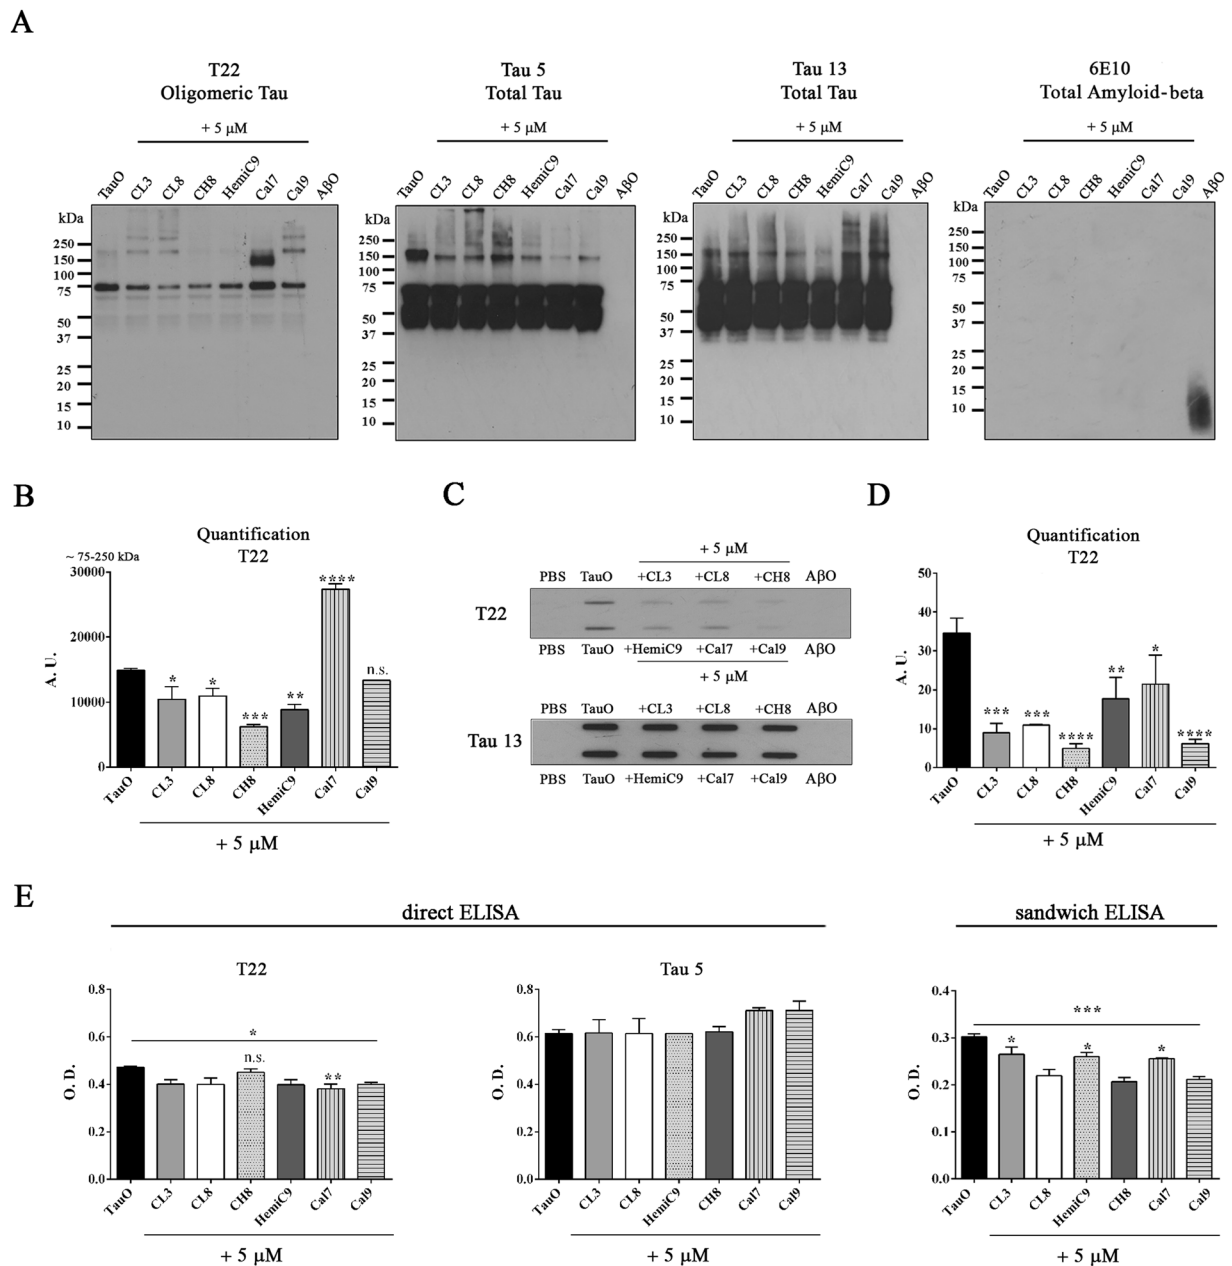 A
T22
Oligomeric Tau
+ 5 µM
TauO CL3 CL8 CH8 HemiC9 Cal7 Cal9 AβO
kDa
250
150
100
75
50
37
25
20
15
10
Tau 5
Total Tau
+ 5 µM
TauO CL3 CL8 CH8 HemiC9 Cal7 Cal9 AβO
kDa
250
150
100
75
50
37
25
20
15
10
Tau 13
Total Tau
+ 5 µM
TauO CL3 CL8 CH8 HemiC9 Cal7 Cal9 AβO
kDa
250
150
100
75
50
37
25
20
15
10
6E10
Total Amyloid-beta
+ 5 µM
TauO CL3 CL8 CH8 HemiC9 Cal7 Cal9 AβO
kDa
250
150
100
75
50
37
25
20
15
10
B
Quantification
T22
~ 75-250 kDa
A. U.
30000
20000
10000
0
* * *** ** **** n.s.
TauO CL3 CL8 CH8 HemiC9 Cal7 Cal9
+ 5 µM
C
+ 5 µM
PBS TauO +CL3 +CL8 +CH8 AβO
T22
PBS TauO +HemiC9 +Cal7 +Cal9 AβO
+ 5 µM
PBS TauO +CL3 +CL8 +CH8 AβO
Tau 13
PBS TauO +HemiC9 +Cal7 +Cal9 AβO
D
Quantification
T22
A. U.
50
40
30
20
10
0
*** *** **** ** * ****
TauO CL3 CL8 CH8 HemiC9 Cal7 Cal9
+ 5 µM
E
direct ELISA
T22
O. D.
0.8
0.6
0.4
0.2
0.0
*
n.s. **
TauO CL3 CL8 CH8 HemiC9 Cal7 Cal9
+ 5 µM
Tau 5
O. D.
0.8
0.6
0.4
0.2
0.0
TauO CL3 CL8 HemiC9 CH8 Cal7 Cal9
+ 5 µM
sandwich ELISA
O. D.
0.4
0.3
0.2
0.1
0.0
***
* * *
TauO CL3 CL8 HemiC9 CH8 Cal7 Cal9
+ 5 µM